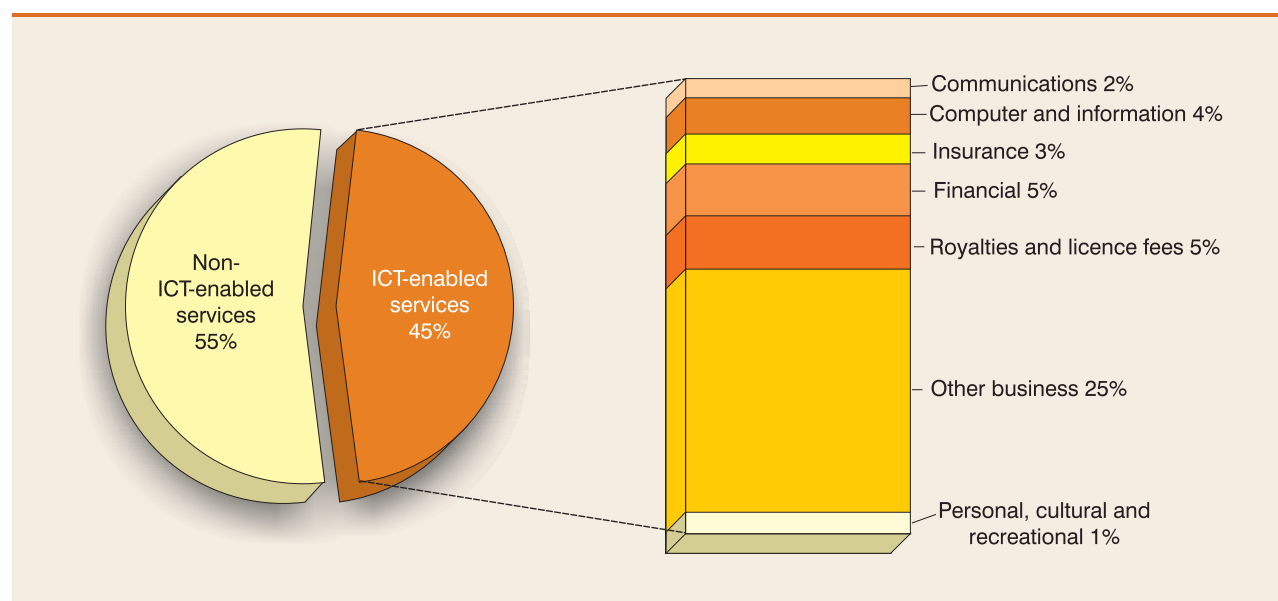 Non-
ICT-enabled
services
55%
ICT-enabled
services
45%
Communications 2%
Computer and information 4%
Insurance 3%
Financial 5%
Royalties and licence fees 5%
Other business 25%
Personal, cultural and
recreational 1%